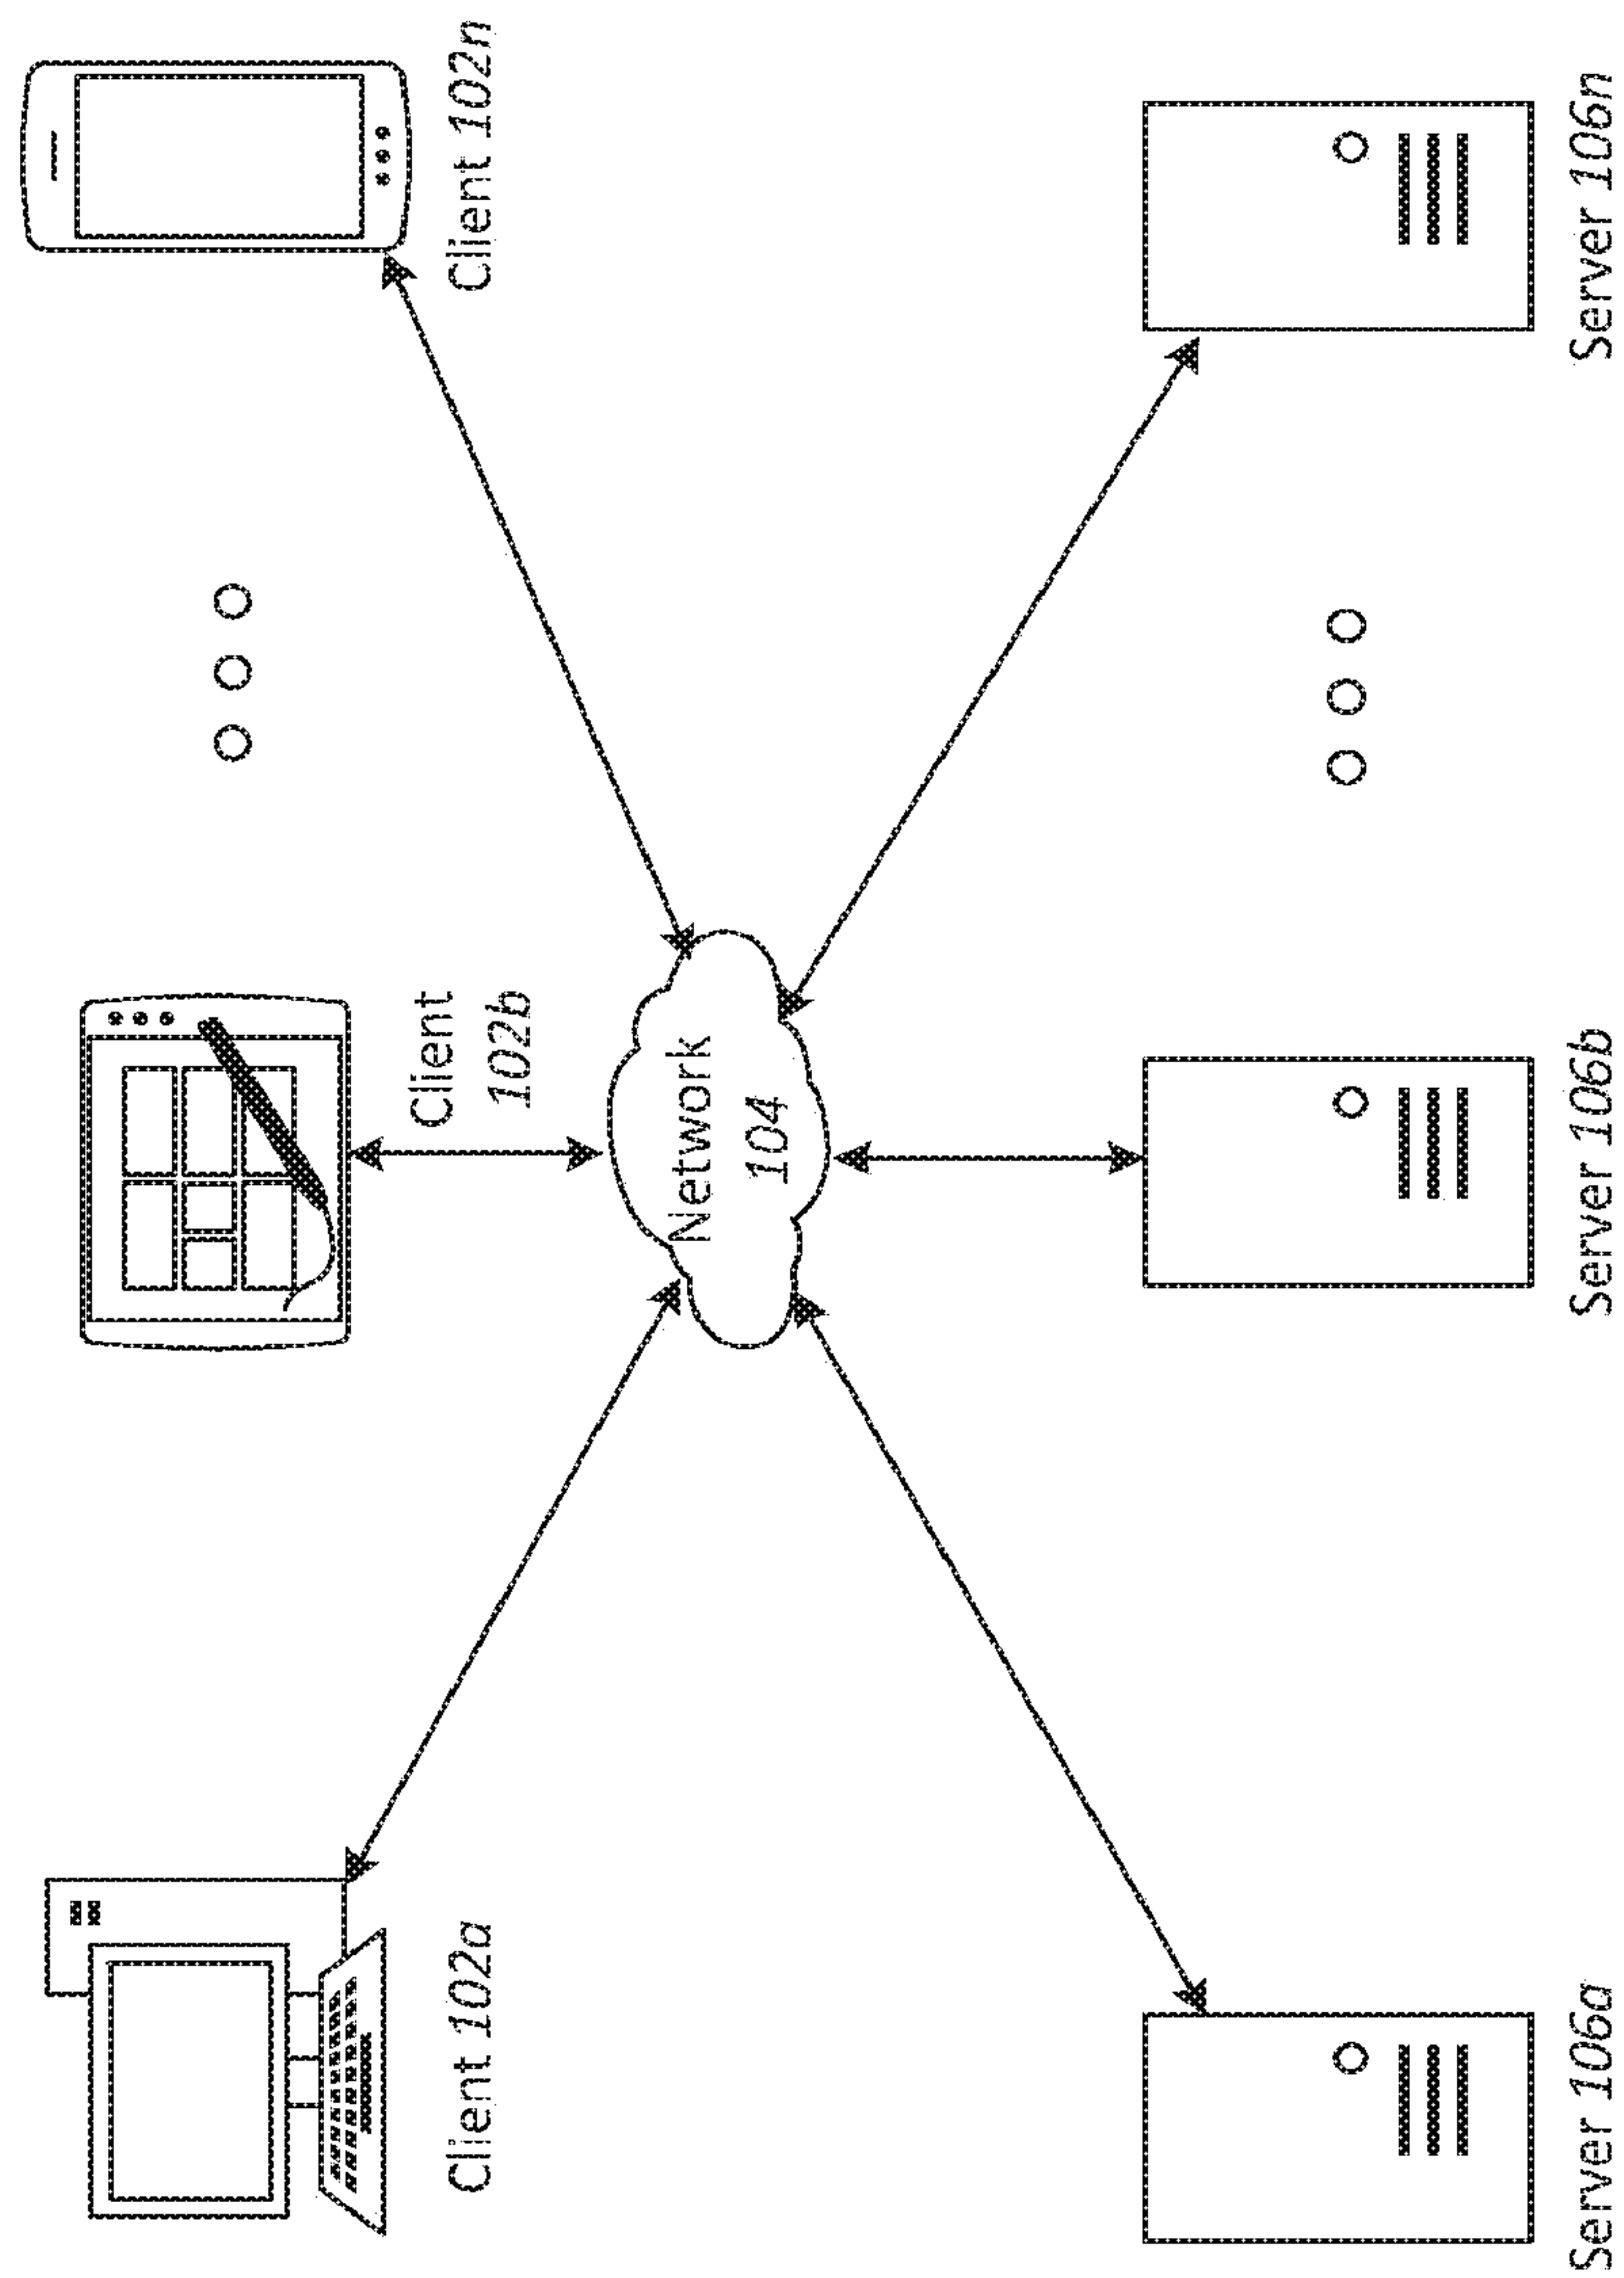 Client 102a
Client
102b
Client 102n
Network
104
Server 106a
Server 106b
Server 106n